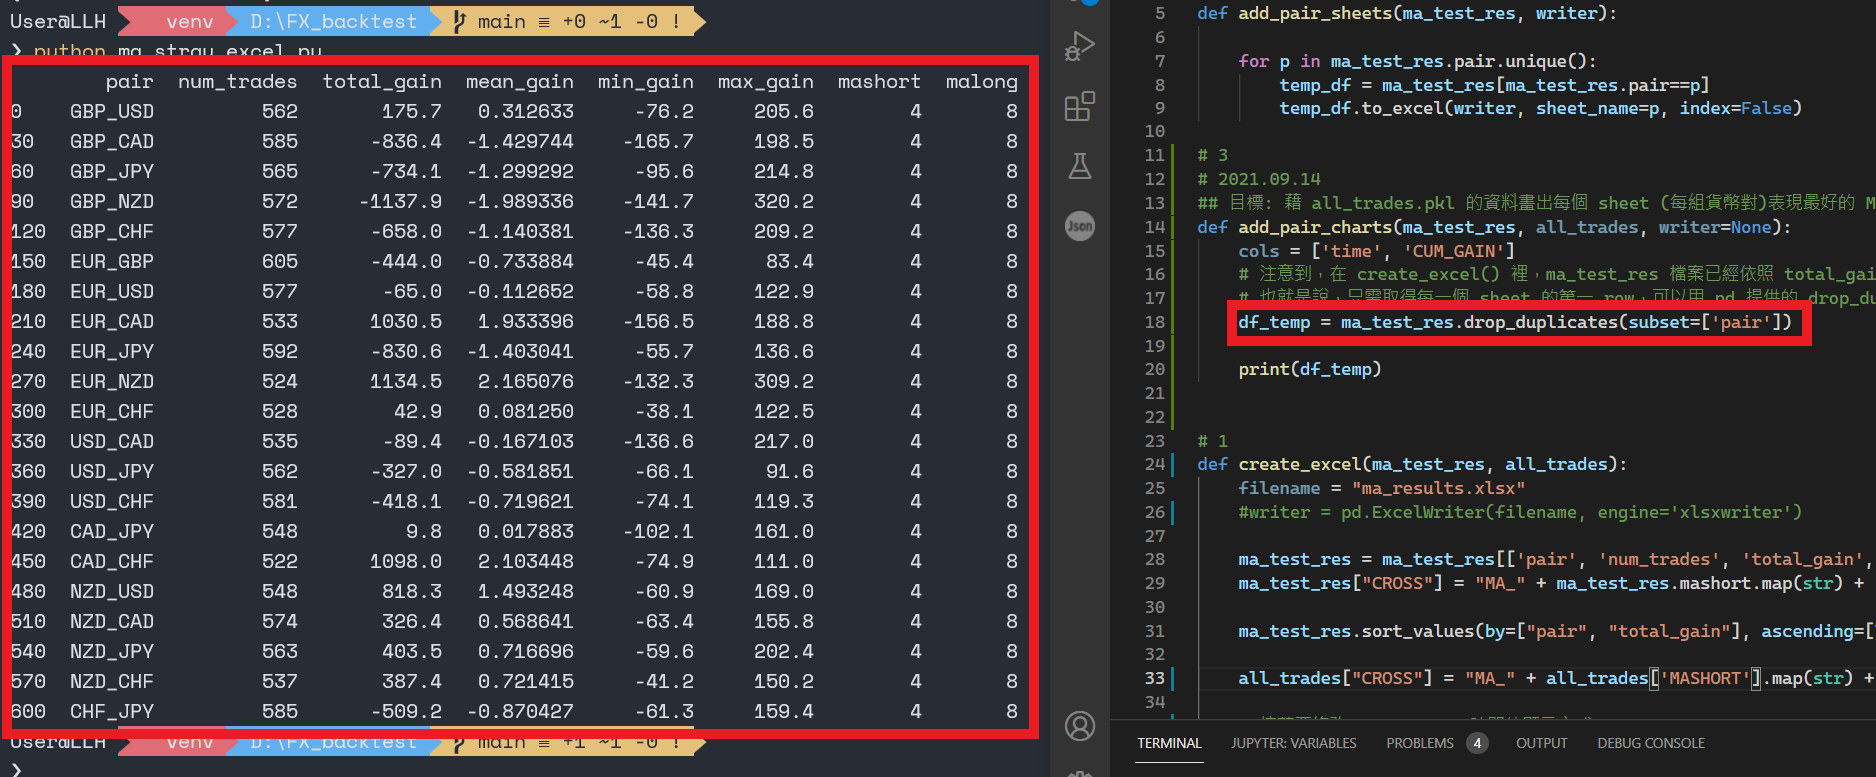 User@LLH venv D:\FX_backtest main ≡ +0 ~1 -0 !
❯ python ma_strau_excel.py
pair num_trades total_gain mean_gain min_gain max_gain mashort malong
0 GBP_USD 562 175.7 0.312633 -76.2 205.6 4 8
30 GBP_CAD 585 -836.4 -1.429744 -165.7 198.5 4 8
60 GBP_JPY 565 -734.1 -1.299292 -95.6 214.8 4 8
90 GBP_NZD 572 -1137.9 -1.989336 -141.7 320.2 4 8
120 GBP_CHF 577 -658.0 -1.140381 -136.3 209.2 4 8
150 EUR_GBP 605 -444.0 -0.733884 -45.4 83.4 4 8
180 EUR_USD 577 -65.0 -0.112652 -58.8 122.9 4 8
210 EUR_CAD 533 1030.5 1.933396 -156.5 188.8 4 8
240 EUR_JPY 592 -830.6 -1.403041 -55.7 136.6 4 8
270 EUR_NZD 524 1134.5 2.165076 -132.3 309.2 4 8
300 EUR_CHF 528 42.9 0.081250 -38.1 122.5 4 8
330 USD_CAD 535 -89.4 -0.167103 -136.6 217.0 4 8
360 USD_JPY 562 -327.0 -0.581851 -66.1 91.6 4 8
390 USD_CHF 581 -418.1 -0.719621 -74.1 119.3 4 8
420 CAD_JPY 548 9.8 0.017883 -102.1 161.0 4 8
450 CAD_CHF 522 1098.0 2.103448 -74.9 111.0 4 8
480 NZD_USD 548 818.3 1.493248 -60.9 169.0 4 8
510 NZD_CAD 574 326.4 0.568641 -63.4 155.8 4 8
540 NZD_JPY 563 403.5 0.716696 -59.6 202.4 4 8
570 NZD_CHF 537 387.4 0.721415 -41.2 150.2 4 8
600 CHF_JPY 585 -509.2 -0.870427 -61.3 159.4 4 8
User@LLH venv D:\FX_backtest main ≡ +1 ~1 -0 !
❯
Json
5 def add_pair_sheets(ma_test_res, writer):
6
7 for p in ma_test_res.pair.unique():
8 temp_df = ma_test_res[ma_test_res.pair==p]
9 temp_df.to_excel(writer, sheet_name=p, index=False)
10
11 # 3
12 # 2021.09.14
13 ## 目標: 藉 all_trades.pkl 的資料畫出每個 sheet (每組貨幣對)表現最好的 M
14 def add_pair_charts(ma_test_res, all_trades, writer=None):
15 cols = ['time', 'CUM_GAIN']
16 # 注意到，在 create_excel() 裡，ma_test_res 檔案已經依照 total_gai
17 # 也就是說，只需取得每一個 sheet 的第一 row，可以用 pd 提供的 drop_du
18 df_temp = ma_test_res.drop_duplicates(subset=['pair'])
19
20 print(df_temp)
21
22
23 # 1
24 def create_excel(ma_test_res, all_trades):
25 filename = "ma_results.xlsx"
26 #writer = pd.ExcelWriter(filename, engine='xlsxwriter')
27
28 ma_test_res = ma_test_res[['pair', 'num_trades', 'total_gain',
29 ma_test_res["CROSS"] = "MA_" + ma_test_res.mashort.map(str) +
30
31 ma_test_res.sort_values(by=["pair", "total_gain"], ascending=[
32
33 all_trades["CROSS"] = "MA_" + all_trades['MASHORT'].map(str) +
34
TERMINAL JUPYTER: VARIABLES PROBLEMS 4 OUTPUT DEBUG CONSOLE